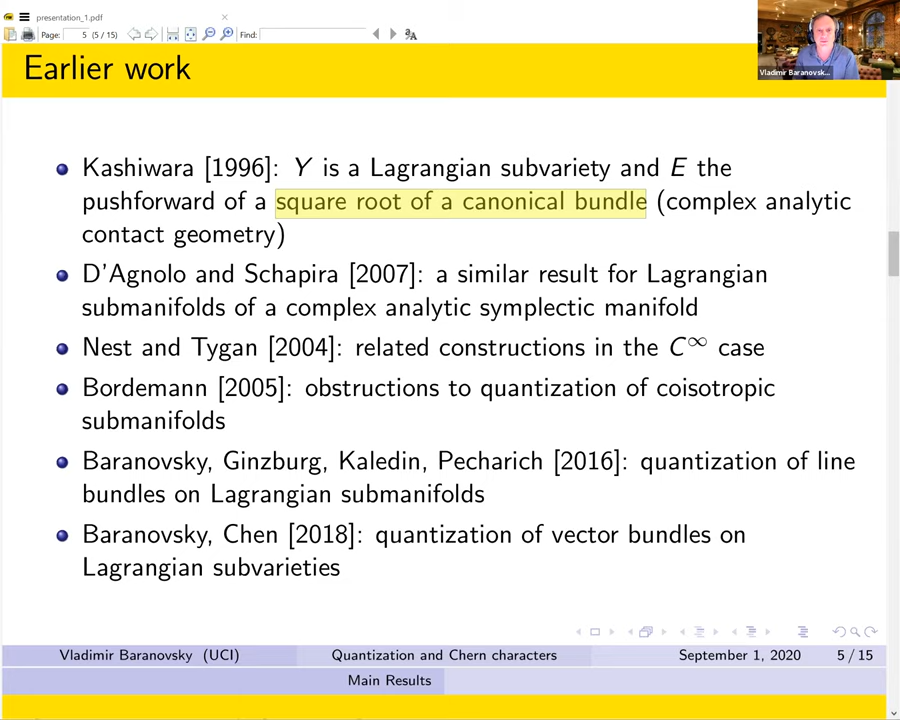 presentation_1.pdf
Page: 5 (5 / 15) Find:
Vladimir Baranovsk...
Earlier work
Kashiwara [1996]: Y is a Lagrangian subvariety and E the
pushforward of a square root of a canonical bundle (complex analytic
contact geometry)
D'Agnolo and Schapira [2007]: a similar result for Lagrangian
submanifolds of a complex analytic symplectic manifold
Nest and Tygan [2004]: related constructions in the C∞ case
Bordemann [2005]: obstructions to quantization of coisotropic
submanifolds
Baranovsky, Ginzburg, Kaledin, Pecharich [2016]: quantization of line
bundles on Lagrangian submanifolds
Baranovsky, Chen [2018]: quantization of vector bundles on
Lagrangian subvarieties
Vladimir Baranovsky (UCI) Quantization and Chern characters September 1, 2020 5 / 15
Main Results